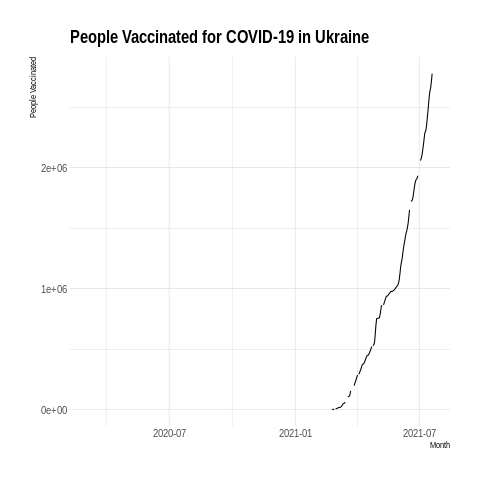 People Vaccinated for COVID-19 in Ukraine
People Vaccinated
2e+06
1e+06
0e+00
2020-07 2021-01 2021-07
Month